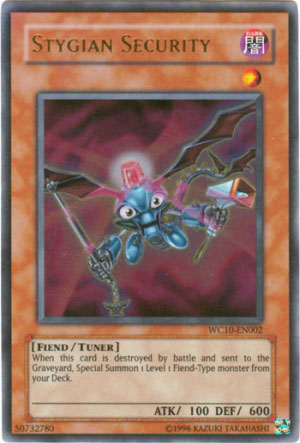 STYGIAN SECURITY
DARK
闇
WC10-EN002
[FIEND / TUNER]
When this card is destroyed by battle and sent to the
Graveyard, Special Summon 1 Level 1 Fiend-Type monster from
your Deck.
ATK/ 100 DEF/ 600
50732780
©1996 KAZUKI TAKAHASHI